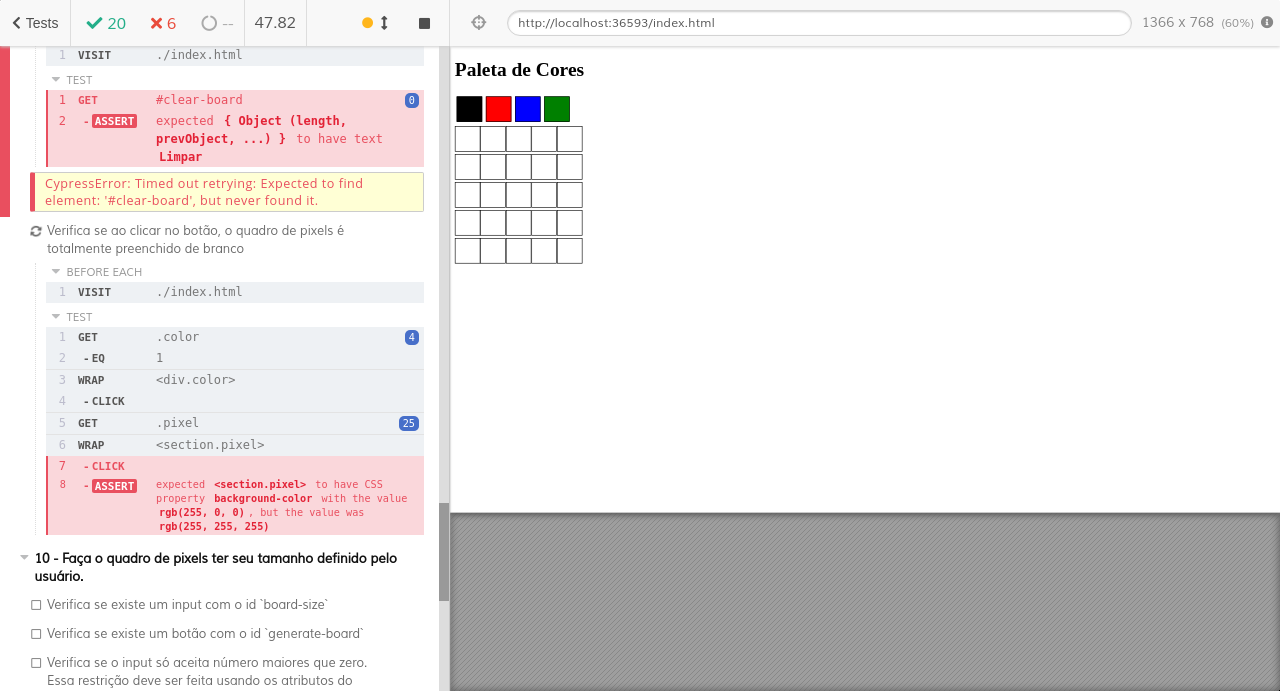 Tests 20 6 -- 47.82 http://localhost:36593/index.html 1366 x 768 (60%)
1 VISIT ./index.html
TEST
1 GET #clear-board 0
2 - ASSERT expected { Object (length,
prevObject, ...) } to have text
Limpar
CypressError: Timed out retrying: Expected to find
element: '#clear-board', but never found it.
Verifica se ao clicar no botão, o quadro de pixels é
totalmente preenchido de branco
BEFORE EACH
1 VISIT ./index.html
TEST
1 GET .color 4
2 - EQ 1
3 WRAP <div.color>
4 - CLICK
5 GET .pixel 25
6 WRAP <section.pixel>
7 - CLICK
8 - ASSERT expected <section.pixel> to have CSS
property background-color with the value
rgb(255, 0, 0), but the value was
rgb(255, 255, 255)
10 - Faça o quadro de pixels ter seu tamanho definido pelo
usuário.
Verifica se existe um input com o id `board-size`
Verifica se existe um botão com o id `generate-board`
Verifica se o input só aceita número maiores que zero.
Essa restrição deve ser feita usando os atributos do
Paleta de Cores